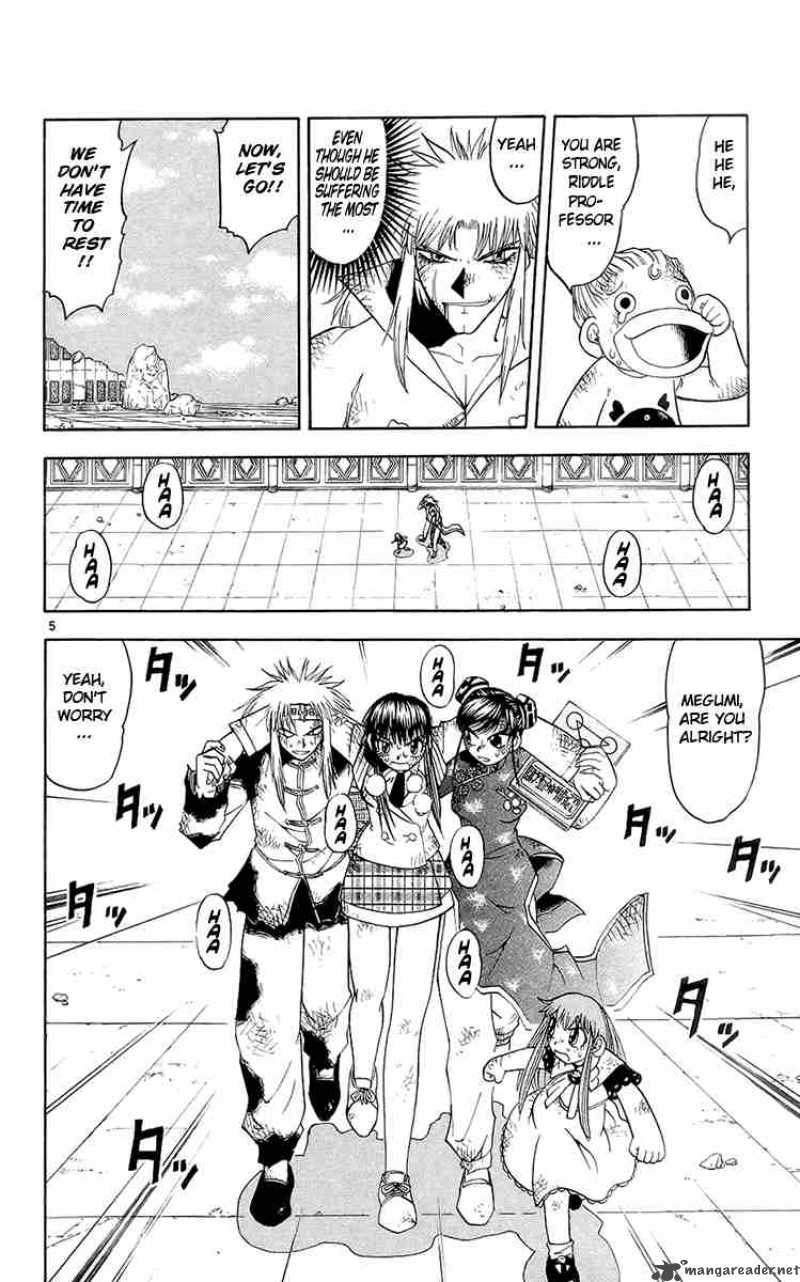 HE
HE
HE,
YOU ARE
STRONG,
RIDDLE
PRO-
FESSOR
...
YEAH
...
EVEN
THOUGH HE
SHOULD BE
SUFFERING
THE MOST
...
NOW,
LET'S
GO!!
WE
DON'T
HAVE
TIME
TO
REST
!!
HAA
HAA
HAA
HAA
5
MEGUMI,
ARE YOU
ALRIGHT?
YEAH,
DON'T
WORRY
...
HAA
HAA
HAA
HAA
HAA
タッ
タッ
タッ
タッ
タッ
タッ
タッ
タッ
mangareader.net